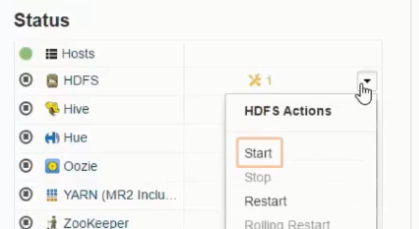 Status
Hosts
HDFS 1
Hive
HDFS Actions
Hue
Start
Oozie
Stop
YARN (MR2 Inclu...
Restart
ZooKeeper
Rolling Restart